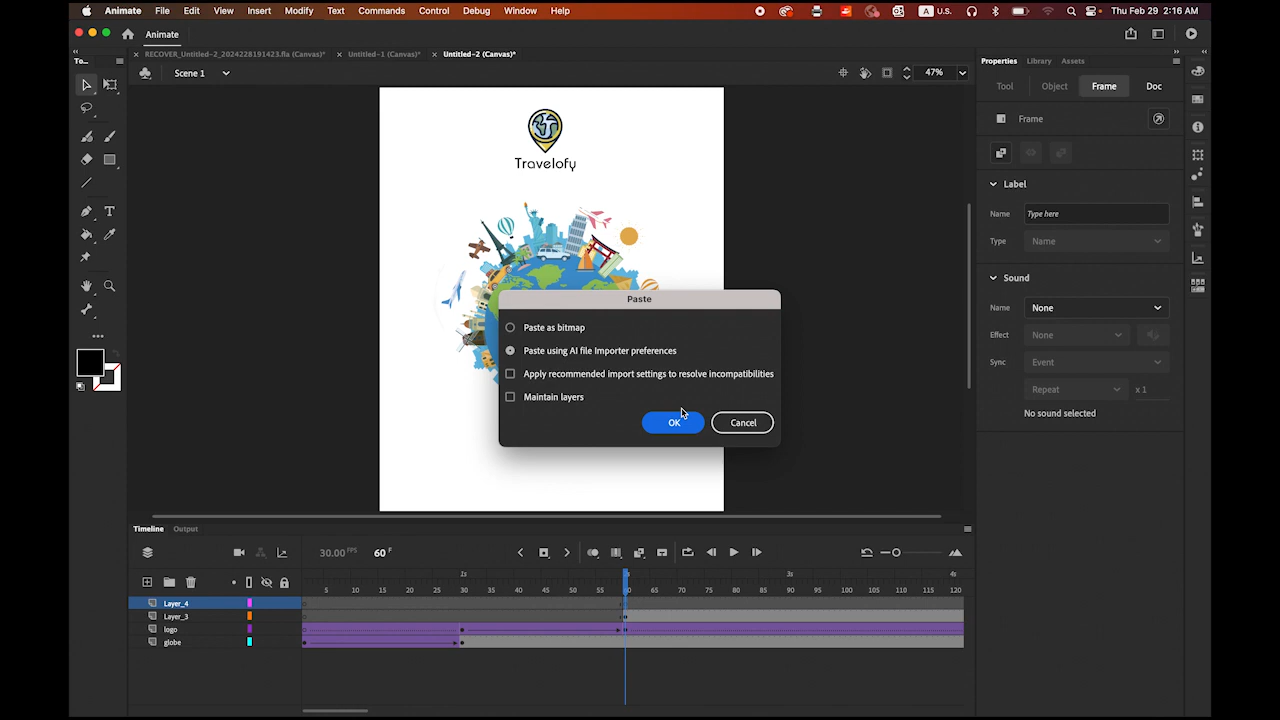 Animate File Edit View Insert Modify Text Commands Control Debug Window Help
A U.S. Thu Feb 29 2:16 AM
Animate
To...
RECOVER_Untitled-2_2024228191423.fla (Canvas)* Untitled-1 (Canvas)* Untitled-2 (Canvas)*
Scene 1 47%
Properties Library Assets
Tool Object Frame Doc
Frame
Label
Name Type here
Type Name
Sound
Name None
Effect None
Sync Event
Repeat x 1
No sound selected
Travelofy
Paste
Paste as bitmap
Paste using AI file Importer preferences
Apply recommended import settings to resolve incompatibilities
Maintain layers
OK Cancel
Timeline Output
30.00 FPS 60 F
1s 3s 4s
5 10 15 20 25 30 35 40 45 50 55 65 70 75 80 85 90 95 100 105 110 115 120
Layer_4
Layer_3
logo
globe